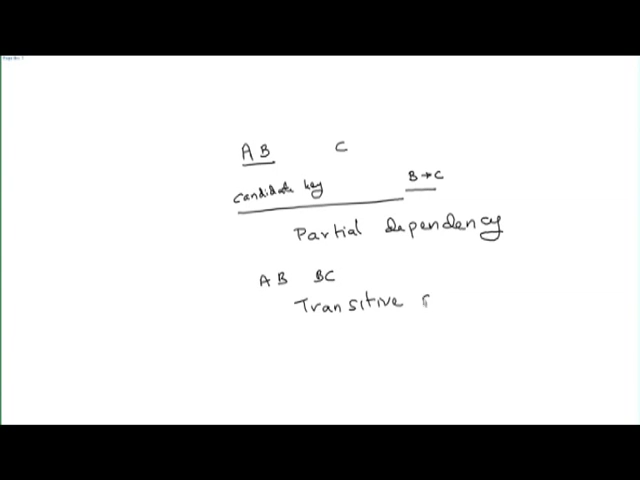 AB C
candidate key B→C
Partial dependency
AB BC
Transitive